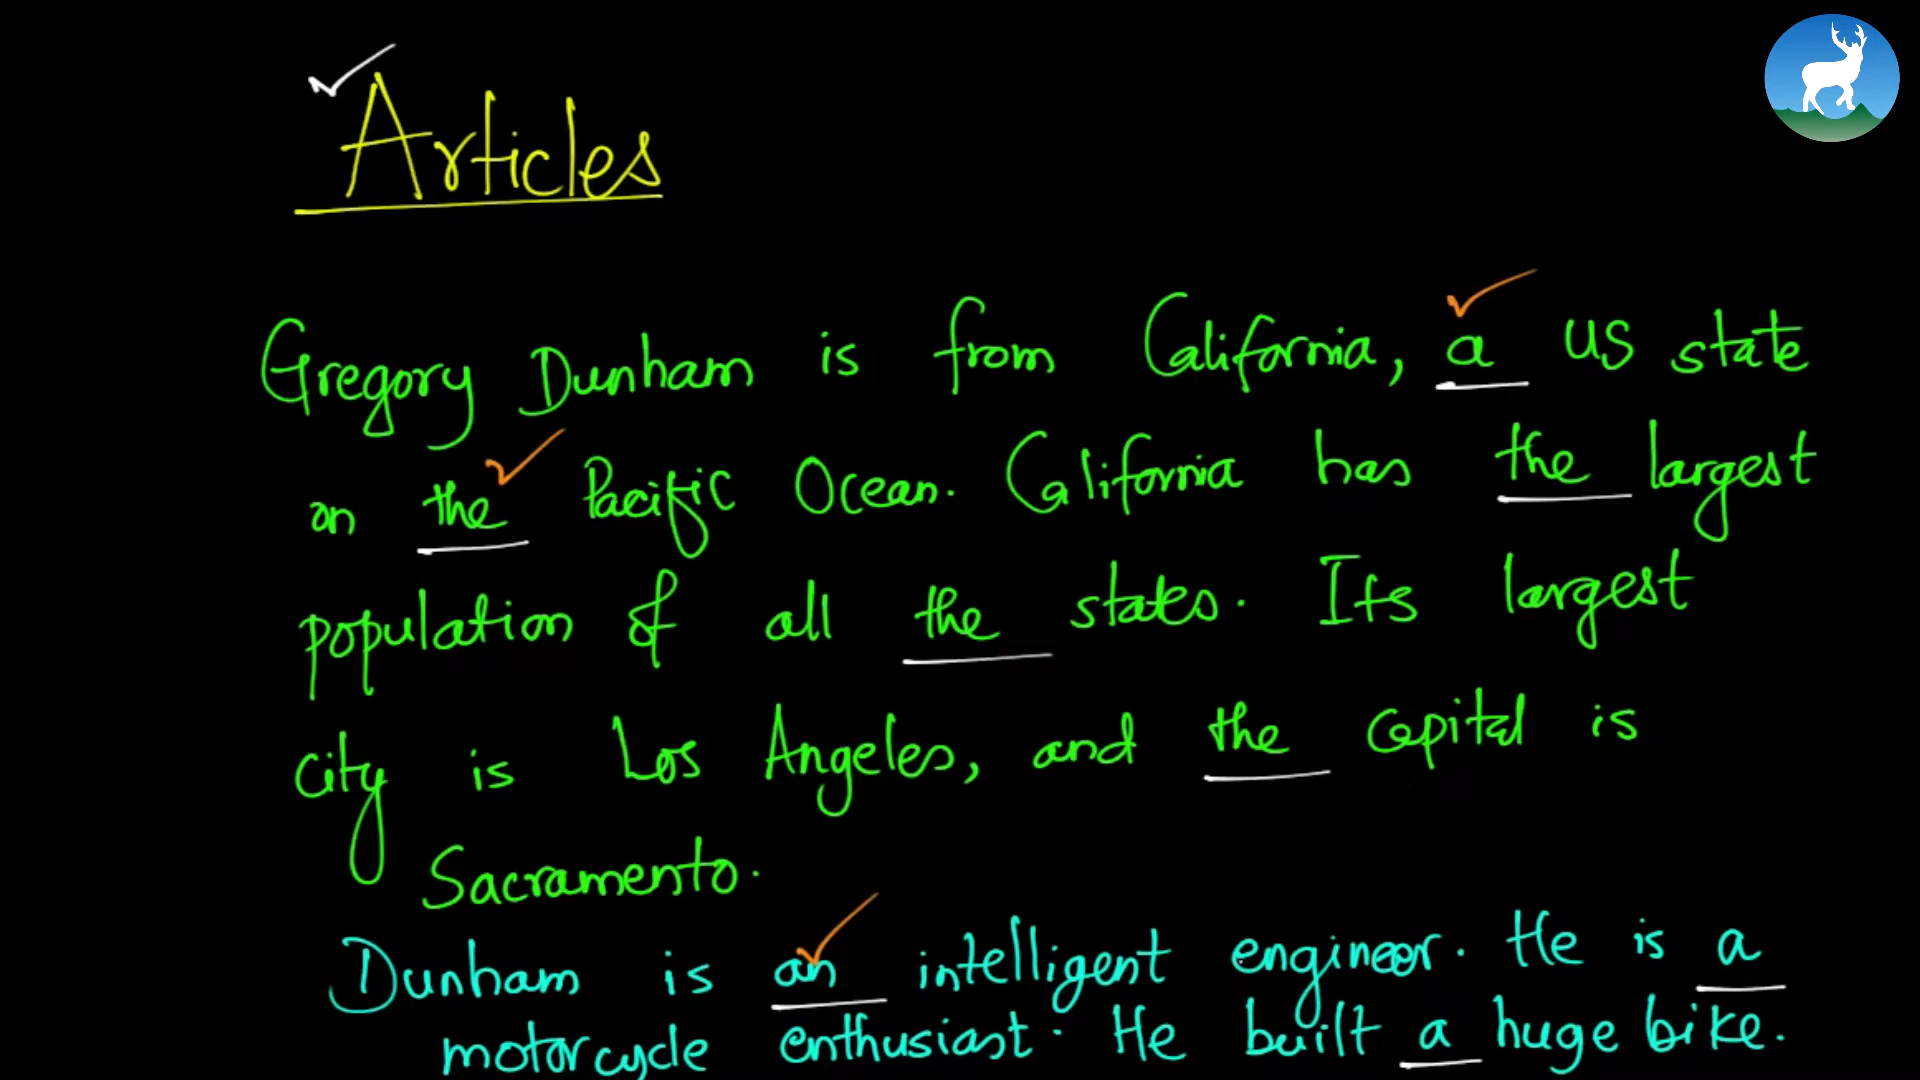 Articles
Gregory Dunham is from California, a US state
on the Pacific Ocean. California has the largest
population of all the states. Its largest
city is Los Angeles, and the capital is
Sacramento.
Dunham is an intelligent engineer. He is a
motorcycle enthusiast. He built a huge bike.